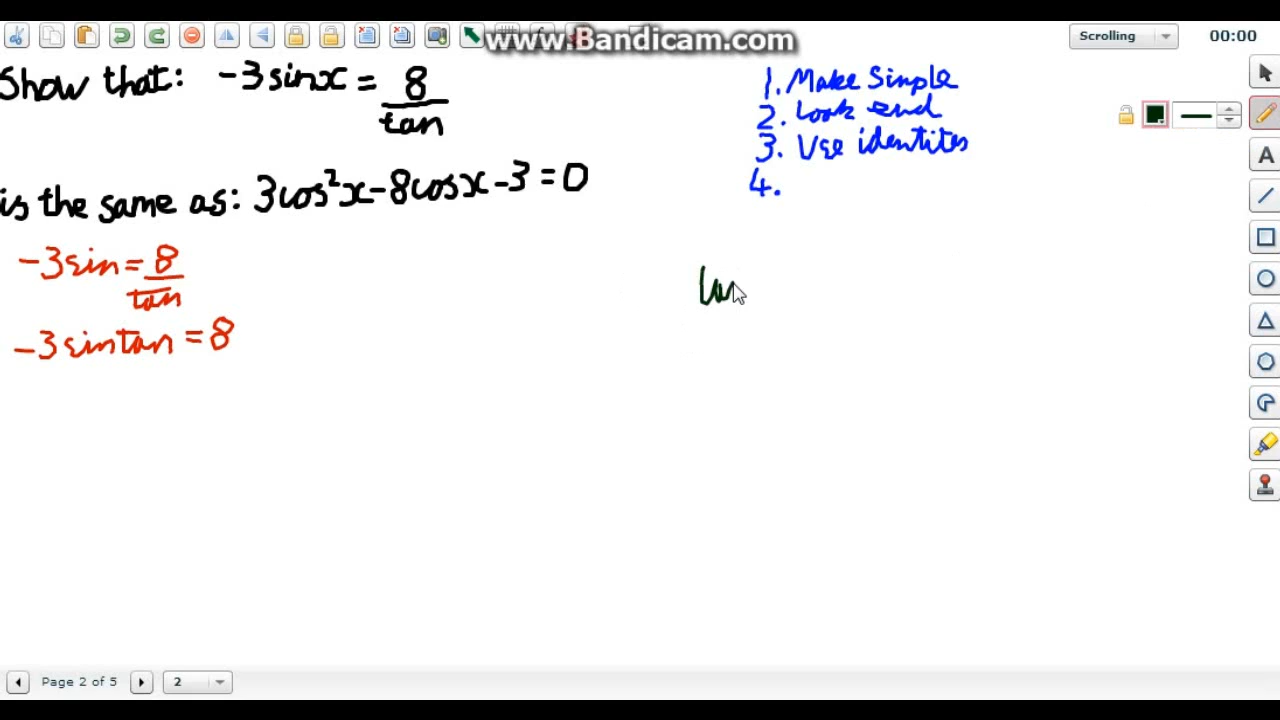 www.Bandicam.com
Scrolling
00:00
Show that: -3sinx = 8/tan
1. Make Simple
2. Look end
3. Use identites
4.
is the same as: 3cos²x - 8cosx - 3 = 0
-3sin = 8/tan
-3sintan = 8
A
Page 2 of 5
2